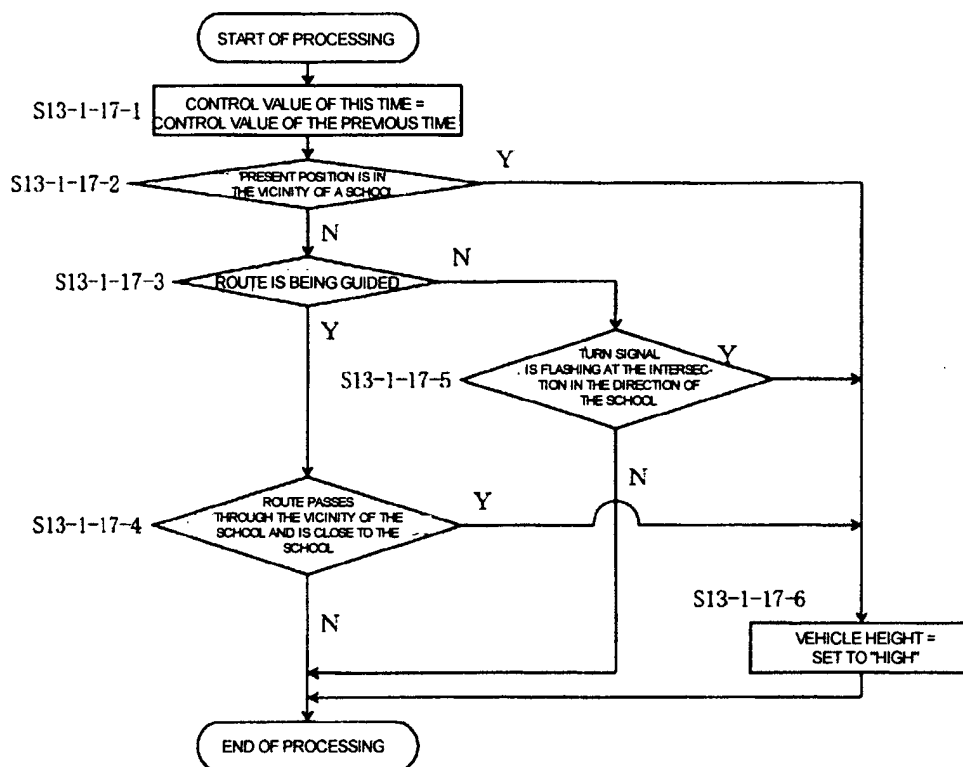 START OF PROCESSING
S13-1-17-1
CONTROL VALUE OF THIS TIME =
CONTROL VALUE OF THE PREVIOUS TIME
S13-1-17-2
PRESENT POSITION IS IN
THE VICINITY OF A SCHOOL
Y
N
S13-1-17-3
ROUTE IS BEING GUIDED
N
Y
S13-1-17-5
TURN SIGNAL
IS FLASHING AT THE INTERSEC-
TION IN THE DIRECTION OF
THE SCHOOL
Y
N
S13-1-17-4
ROUTE PASSES
THROUGH THE VICINITY OF THE
SCHOOL AND IS CLOSE TO THE
SCHOOL
Y
N
S13-1-17-6
VEHICLE HEIGHT =
SET TO "HIGH"
END OF PROCESSING